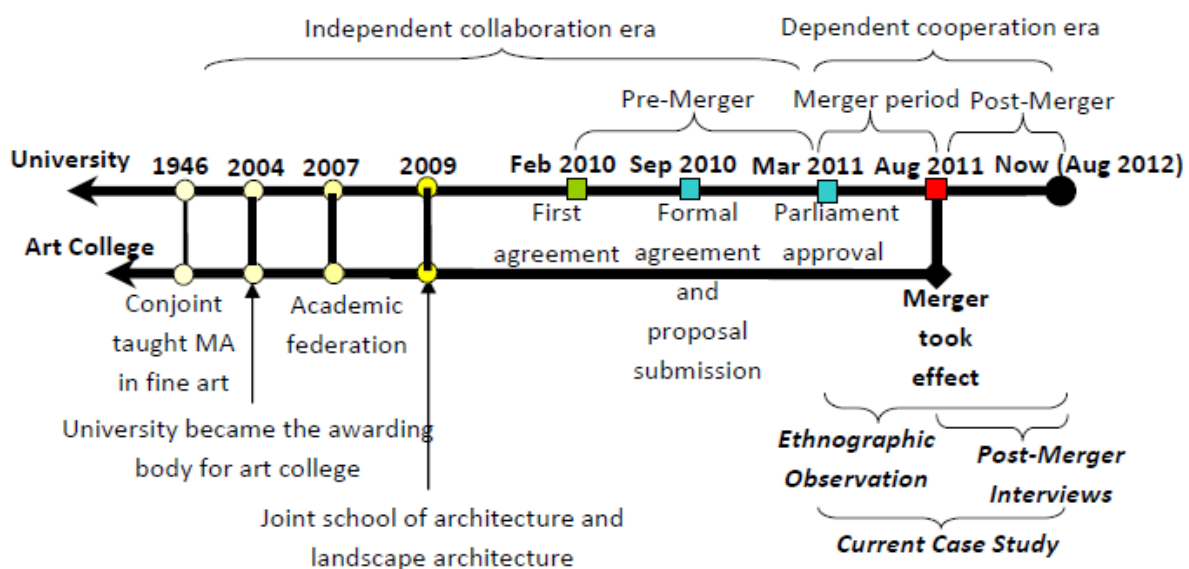 Independent collaboration era
Dependent cooperation era
Pre-Merger
Merger period
Post-Merger
University
1946
2004
2007
2009
Feb 2010
Sep 2010
Mar 2011
Aug 2011
Now (Aug 2012)
First
agreement
Formal
agreement
and
proposal
submission
Parliament
approval
Art College
Conjoint
taught MA
in fine art
Academic
federation
Merger
took
effect
University became the awarding
body for art college
Joint school of architecture and
landscape architecture
Ethnographic
Observation
Post-Merger
Interviews
Current Case Study